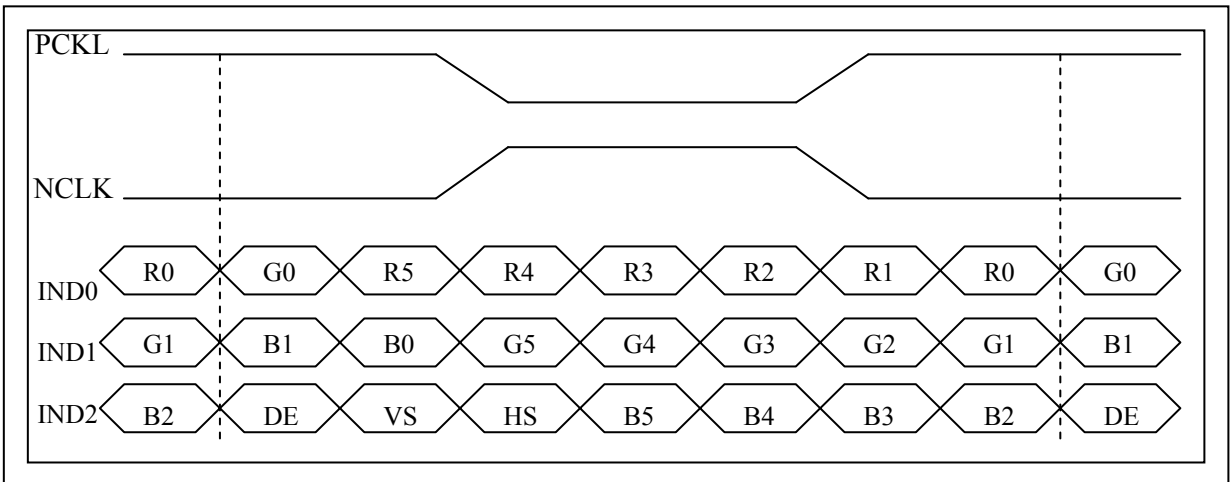 PCKL
NCLK
IND0 R0 G0 R5 R4 R3 R2 R1 R0 G0
IND1 G1 B1 B0 G5 G4 G3 G2 G1 B1
IND2 B2 DE VS HS B5 B4 B3 B2 DE